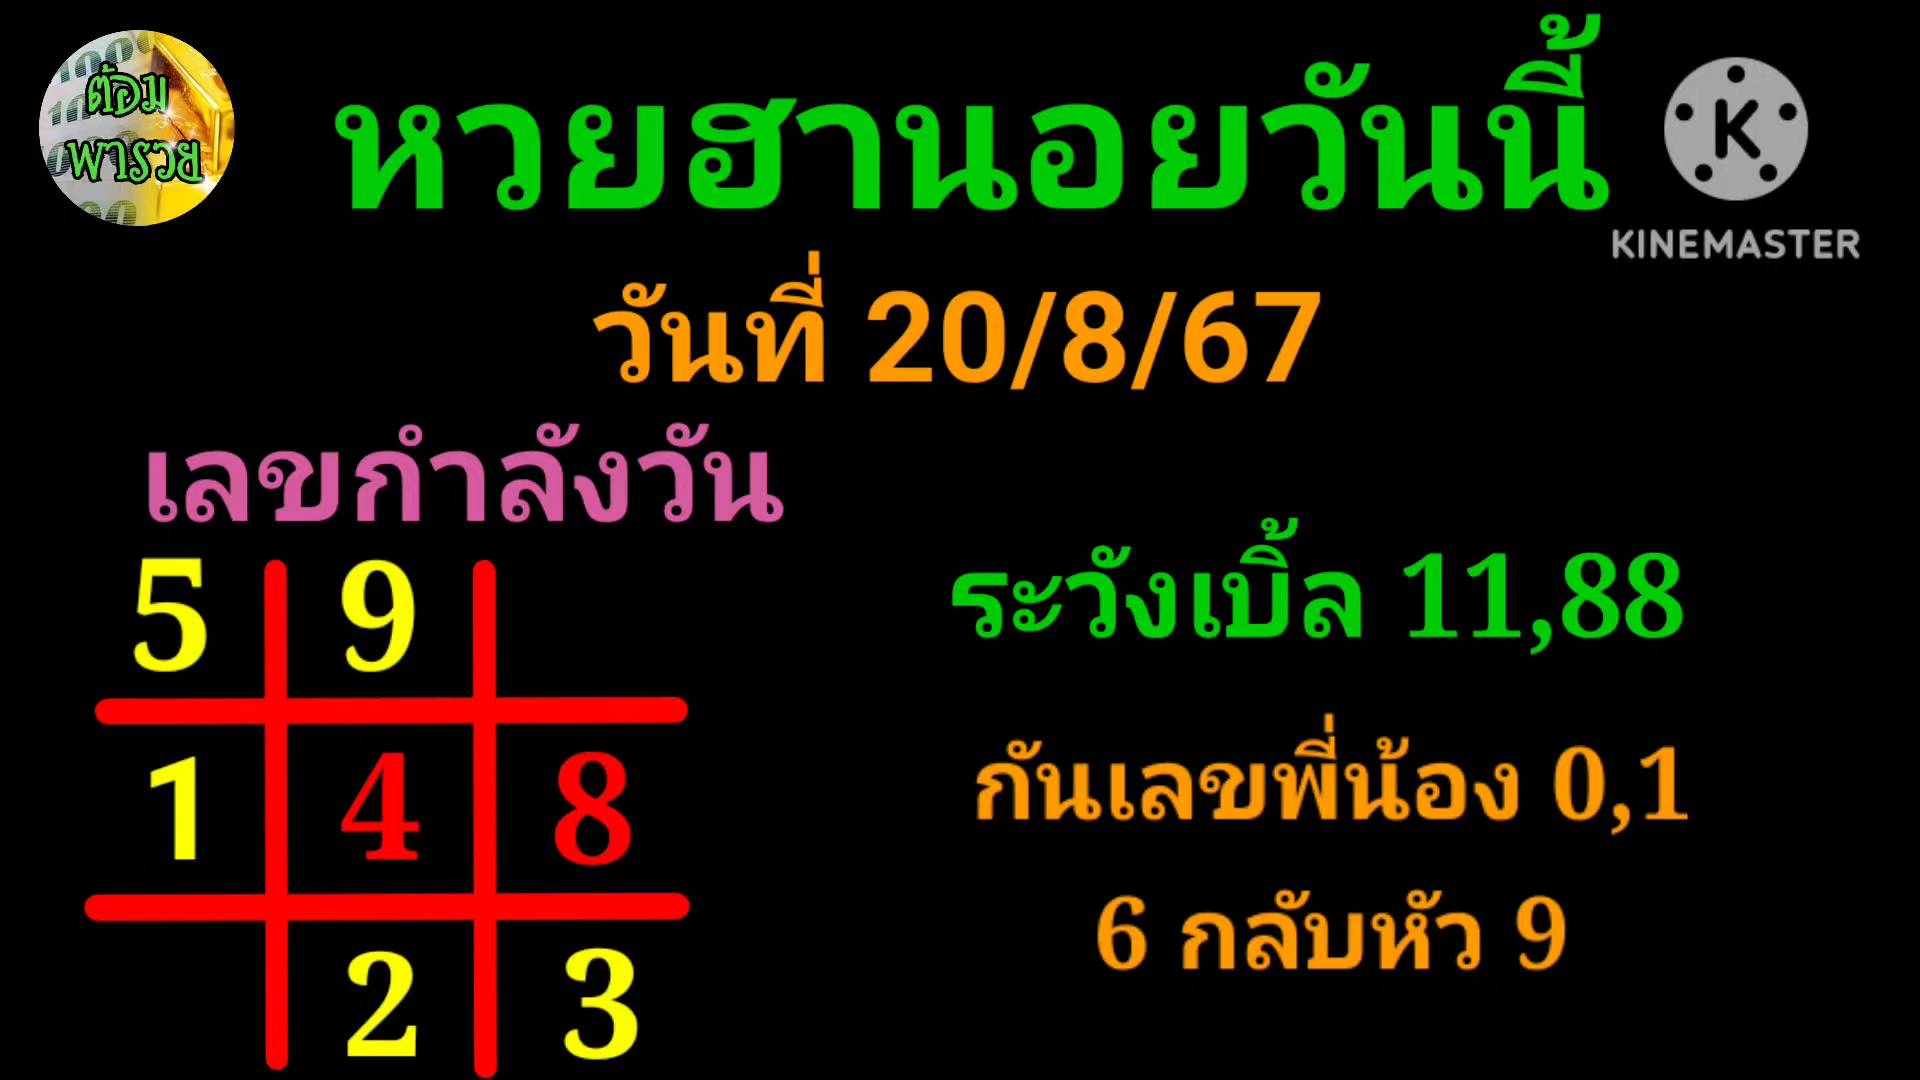 ต้อม
พารวย
หวยฮานอยวันนี้
KINEMASTER
วันที่ 20/8/67
เลขกำลังวัน
5 9
1 4 8
2 3
ระวังเบิ้ล 11,88
กันเลขพี่น้อง 0,1
6 กลับหัว 9